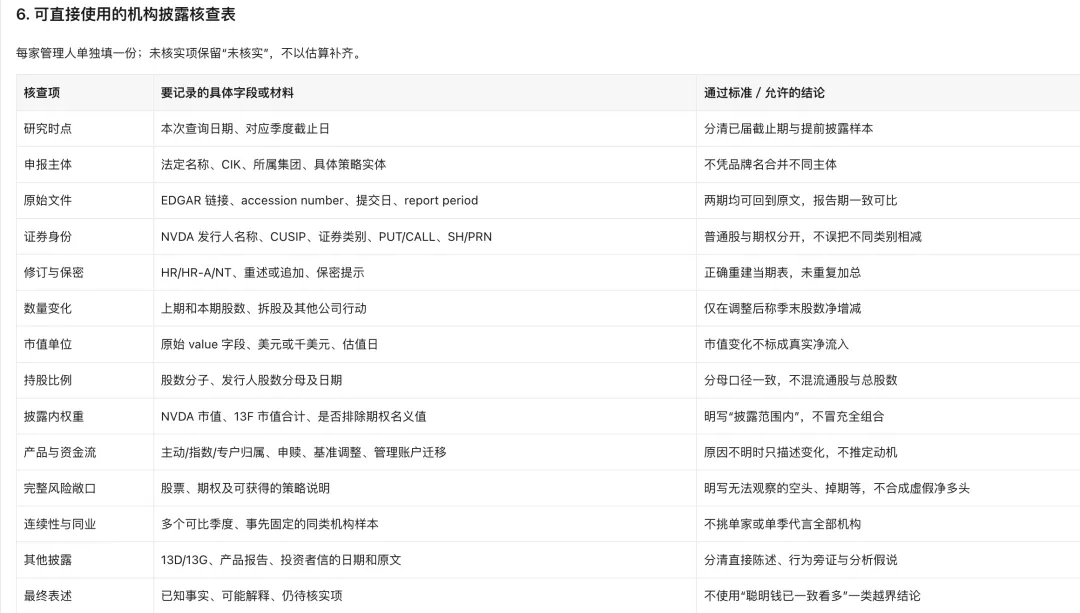 6. 可直接使用的机构披露核查表
每家管理人单独填一份；未核实项保留“未核实”，不以估算补齐。
核查项 要记录的具体字段或材料 通过标准 / 允许的结论
研究时点 本次查询日期、对应季度截止日 分清已届截止期与提前披露样本
申报主体 法定名称、CIK、所属集团、具体策略实体 不凭品牌名合并不同主体
原始文件 EDGAR 链接、accession number、提交日、report period 两期均可回到原文，报告期一致可比
证券身份 NVDA 发行人名称、CUSIP、证券类别、PUT/CALL、SH/PRN 普通股与期权分开，不误把不同类别相减
修订与保密 HR/HR-A/NT、重述或追加、保密提示 正确重建当期表，未重复加总
数量变化 上期和本期股数、拆股及其他公司行动 仅在调整后称季末股数净增减
市值单位 原始 value 字段、美元或千美元、估值日 市值变化不标成真实净流入
持股比例 股数分子、发行人股数分母及日期 分母口径一致，不混流通股与总股数
披露内权重 NVDA 市值、13F 市值合计、是否排除期权名义值 明写“披露范围内”，不冒充全组合
产品与资金流 主动/指数/专户归属、申赎、基准调整、管理账户迁移 原因不明时只描述变化，不推定动机
完整风险敞口 股票、期权及可获得的策略说明 明写无法观察的空头、掉期等，不合成虚假净多头
连续性与同业 多个可比季度、事先固定的同类机构样本 不挑单家或单季代言全部机构
其他披露 13D/13G、产品报告、投资者信的日期和原文 分清直接陈述、行为旁证与分析假说
最终表述 已知事实、可能解释、仍待核实项 不使用“聪明钱已一致看多”一类越界结论